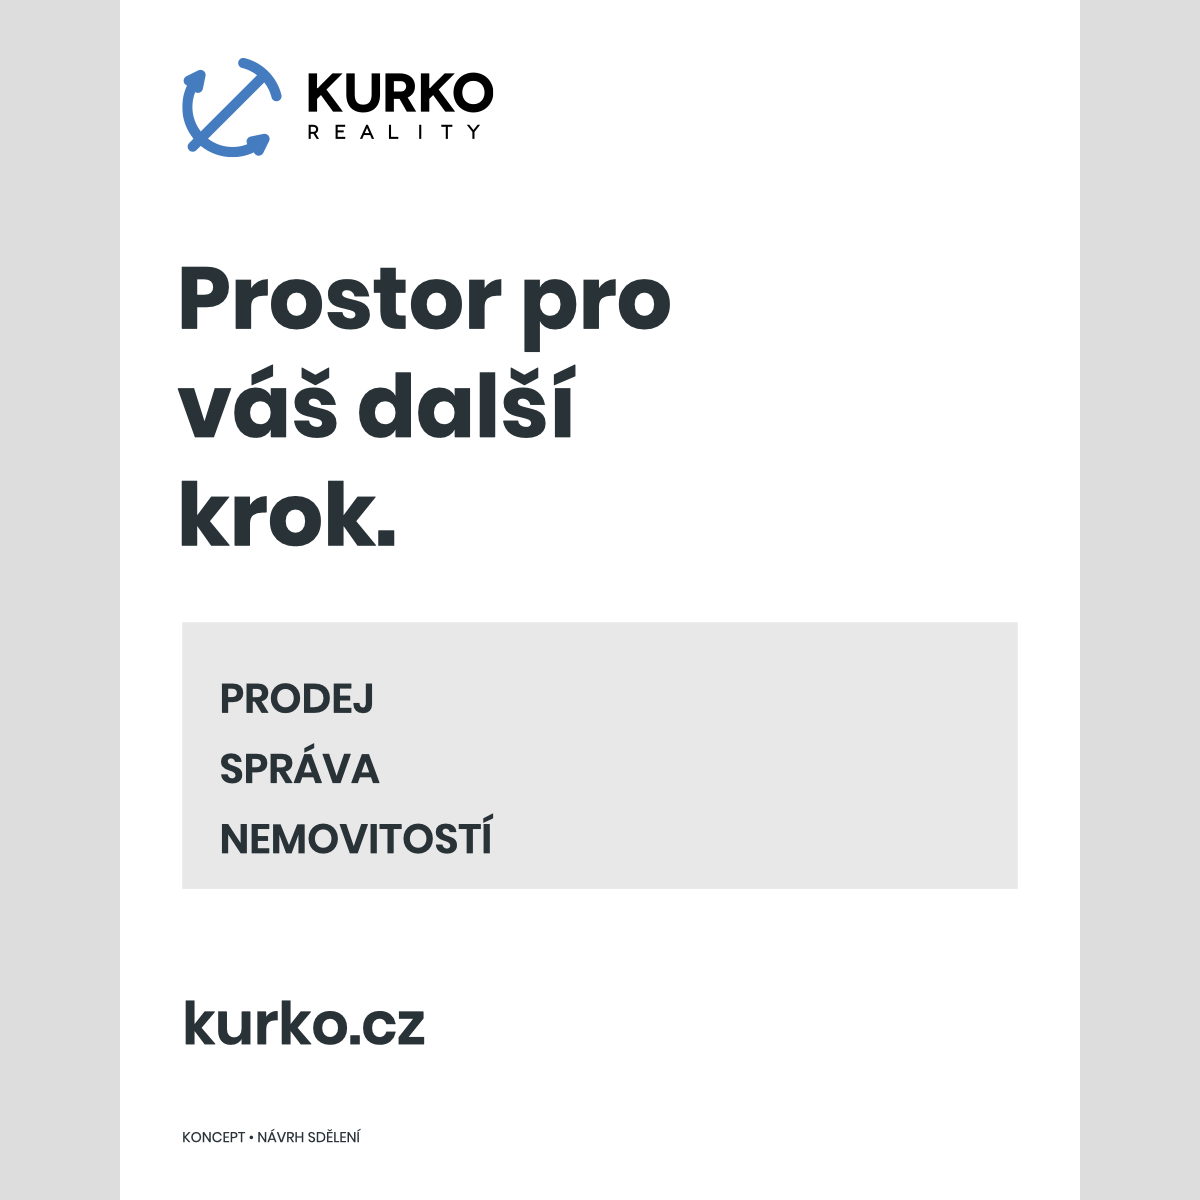 KURKO
REALITY
Prostor pro
váš další
krok.
PRODEJ
SPRÁVA
NEMOVITOSTÍ
kurko.cz
KONCEPT • NÁVRH SDĚLENÍ